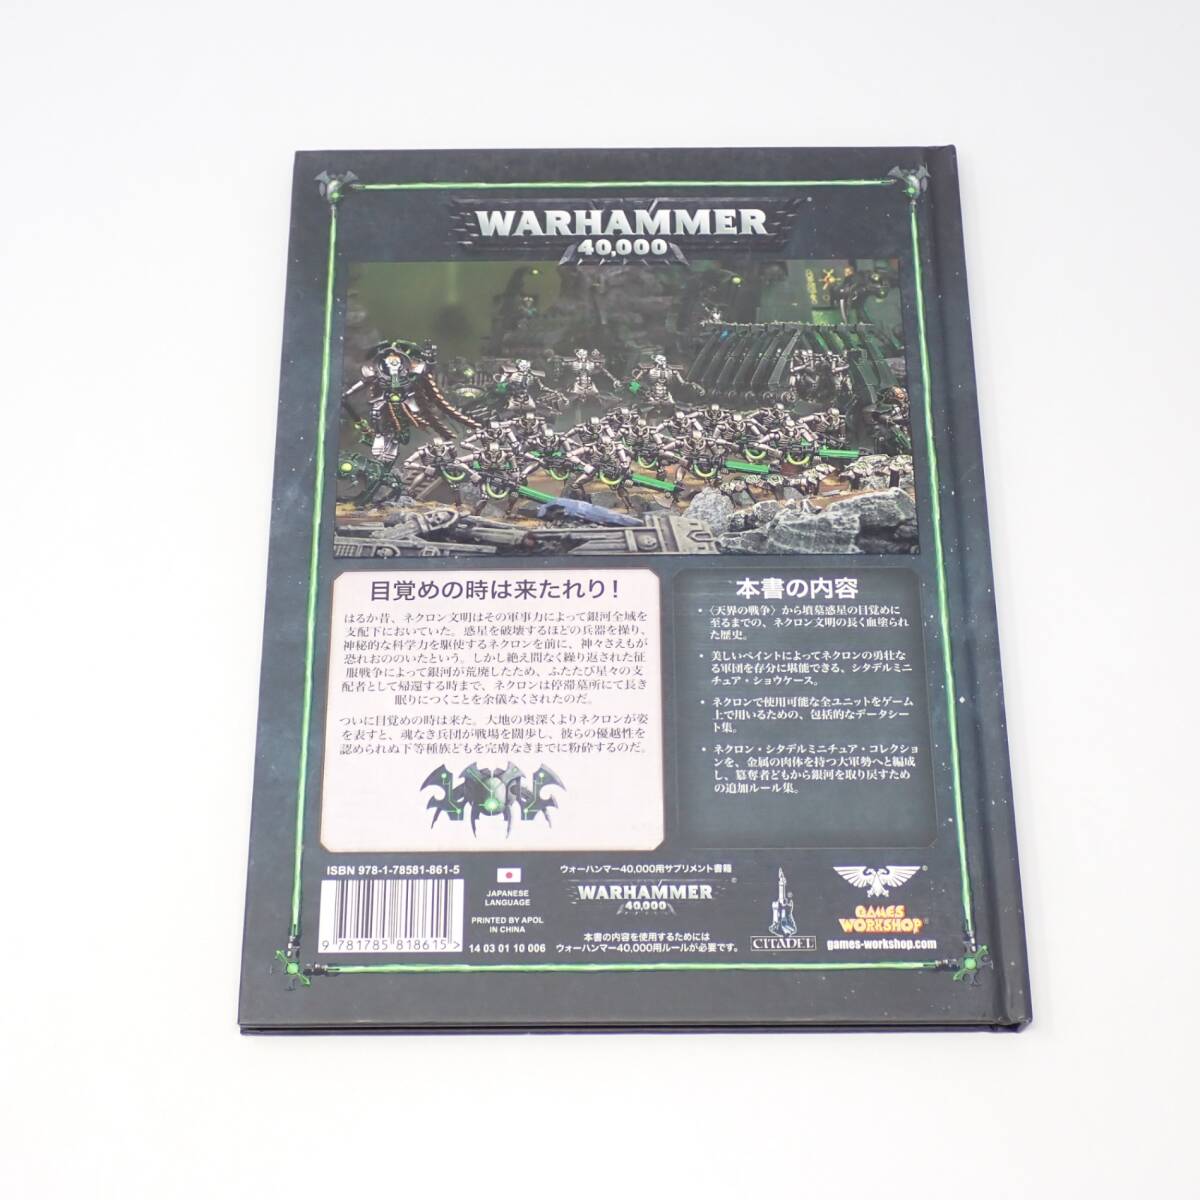 WARHAMMER
40,000
目覚めの時は来たれり！
はるか昔、ネクロン文明はその軍事力によって銀河全域を
支配下においていた。惑星を破壊するほどの兵器を操り、
神秘的な科学力を駆使するネクロンを前に、神々さえもが
恐れおののいたという。しかし絶え間なく繰り返された征
服戦争によって銀河が荒廃したため、ふたたび星々の支
配者として帰還する時まで、ネクロンは停滞墓所にて長き
眠りにつくことを余儀なくされたのだ。
ついに目覚めの時は来た。大地の奥深くよりネクロンが姿
を表すと、魂なき兵団が戦場を闊歩し、彼らの優越性を
認められぬ下等種族どもを完膚なきまでに粉砕するのだ。
本書の内容
• 〈天界の戦争〉から墳墓惑星の目覚めに
至るまでの、ネクロン文明の長く血塗られ
た歴史。
• 美しいペイントによってネクロンの勇壮な
る軍団を存分に堪能できる、シタデルミニ
チュア・ショウケース。
• ネクロンで使用可能な全ユニットをゲーム
上で用いるための、包括的なデータシー
ト集。
• ネクロン・シタデルミニチュア・コレクショ
ンを、金属の肉体を持つ大軍勢へと編成
し、簒奪者どもから銀河を取り戻すため
の追加ルール集。
ISBN 978-1-78581-861-5
9 781785 818615 >
JAPANESE
LANGUAGE
PRINTED BY APOL
IN CHINA
14 03 01 10 006
ウォーハンマー40,000用サプリメント書籍
WARHAMMER
40,000
本書の内容を使用するためには
ウォーハンマー40,000用ルールが必要です。
CITADEL
GAMES
WORKSHOP
games-workshop.com